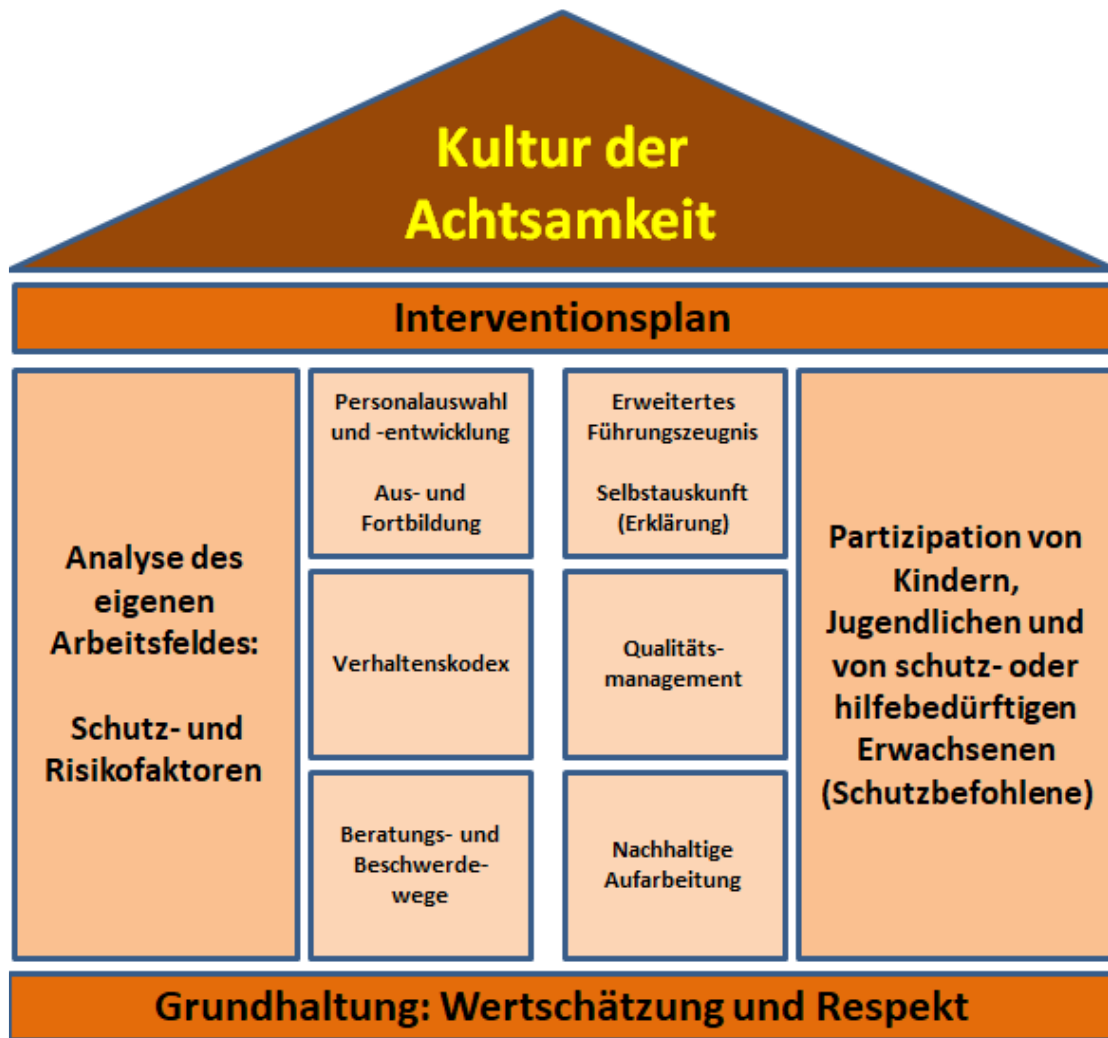 Kultur der
Achtsamkeit
Interventionsplan
Analyse des
eigenen
Arbeitsfeldes:
Schutz- und
Risikofaktoren
Personalauswahl
und -entwicklung
Aus- und
Fortbildung
Verhaltenskodex
Beratungs- und
Beschwerde-
wege
Erweitertes
Führungszeugnis
Selbstauskunft
(Erklärung)
Qualitäts-
management
Nachhaltige
Aufarbeitung
Partizipation von
Kindern,
Jugendlichen und
von schutz- oder
hilfebedürftigen
Erwachsenen
(Schutzbefohlene)
Grundhaltung: Wertschätzung und Respekt